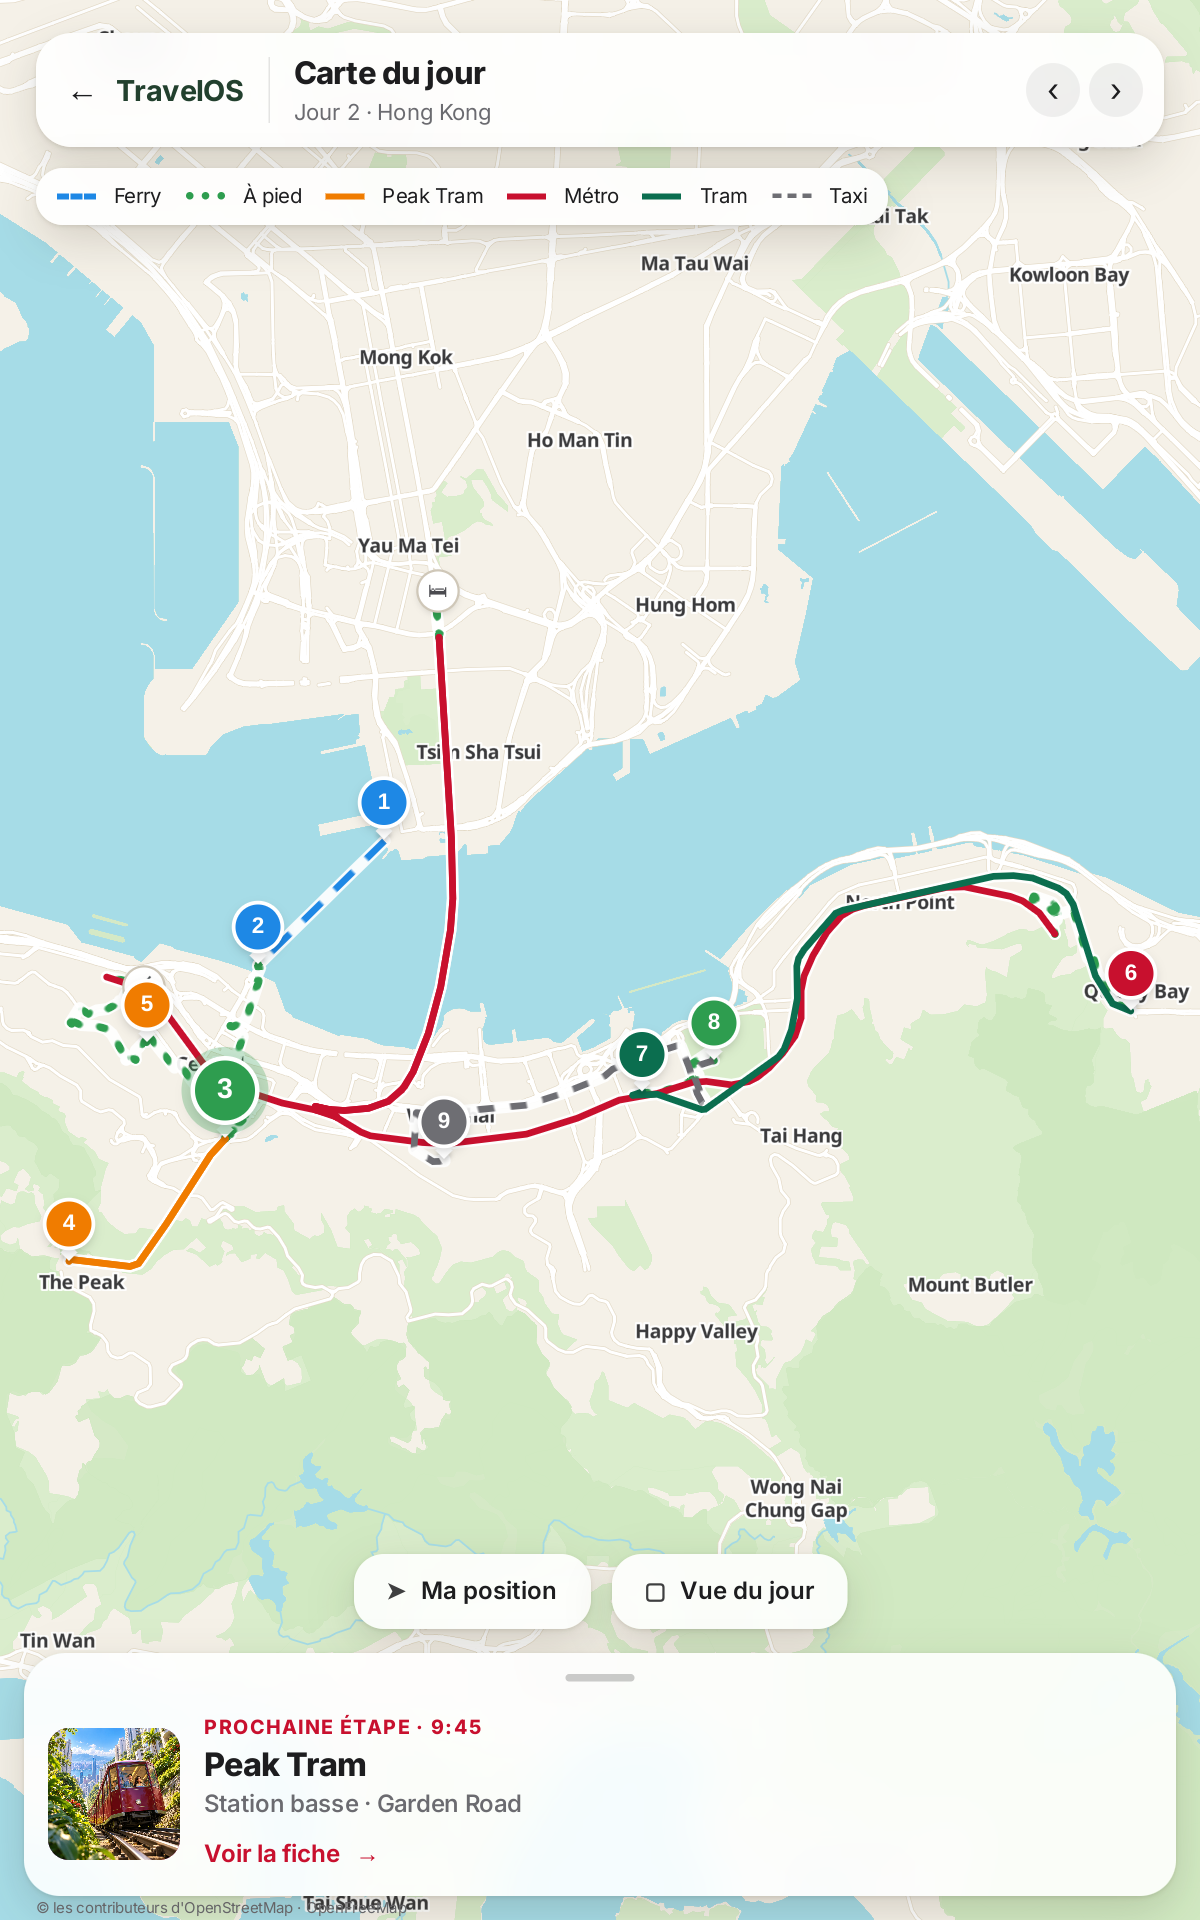 ← TravelOS
Carte du jour
Jour 2 · Hong Kong
‹ ›
Ferry À pied Peak Tram Métro Tram Taxi
Ma Tau Wai
Kowloon Bay
Mong Kok
Ho Man Tin
Yau Ma Tei
Hung Hom
Tsim Sha Tsui
1
2
North Point
6
5
8
7
3
9
Tai Hang
4
The Peak
Mount Butler
Happy Valley
Wong Nai
Chung Gap
Ma position
Vue du jour
Tin Wan
PROCHAINE ÉTAPE · 9:45
Peak Tram
Station basse · Garden Road
Voir la fiche →
Tai Shue Wan
© les contributeurs d'OpenStreetMap · OpenFreeMap